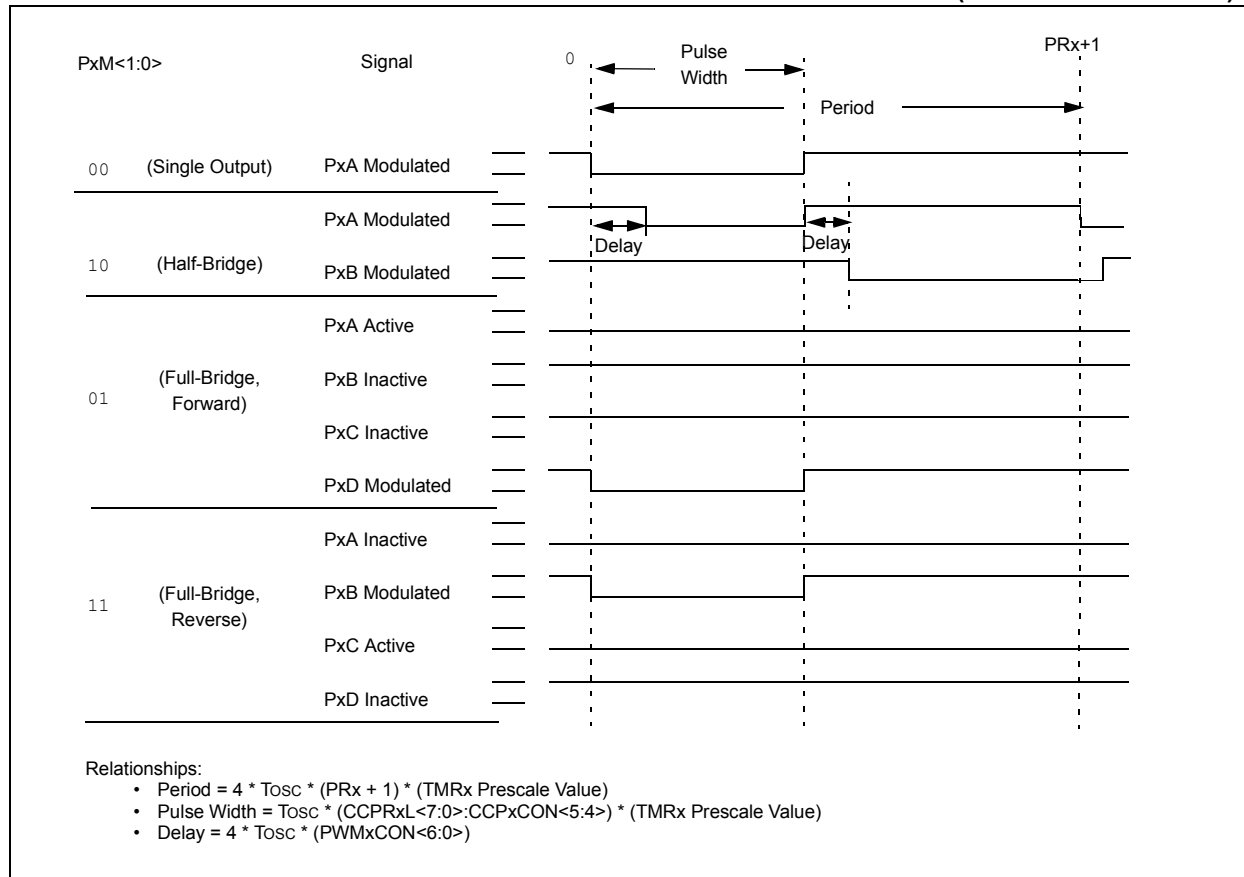 PxM<1:0>
Signal
0
Pulse
Width
PRx+1
Period
00 (Single Output) PxA Modulated
PxA Modulated
Delay
Delay
10 (Half-Bridge) PxB Modulated
PxA Active
01 (Full-Bridge,
Forward)
PxB Inactive
PxC Inactive
PxD Modulated
PxA Inactive
11 (Full-Bridge,
Reverse)
PxB Modulated
PxC Active
PxD Inactive
Relationships:
• Period = 4 * TOSC * (PRx + 1) * (TMRx Prescale Value)
• Pulse Width = TOSC * (CCPRxL<7:0>:CCPxCON<5:4>) * (TMRx Prescale Value)
• Delay = 4 * TOSC * (PWMxCON<6:0>)